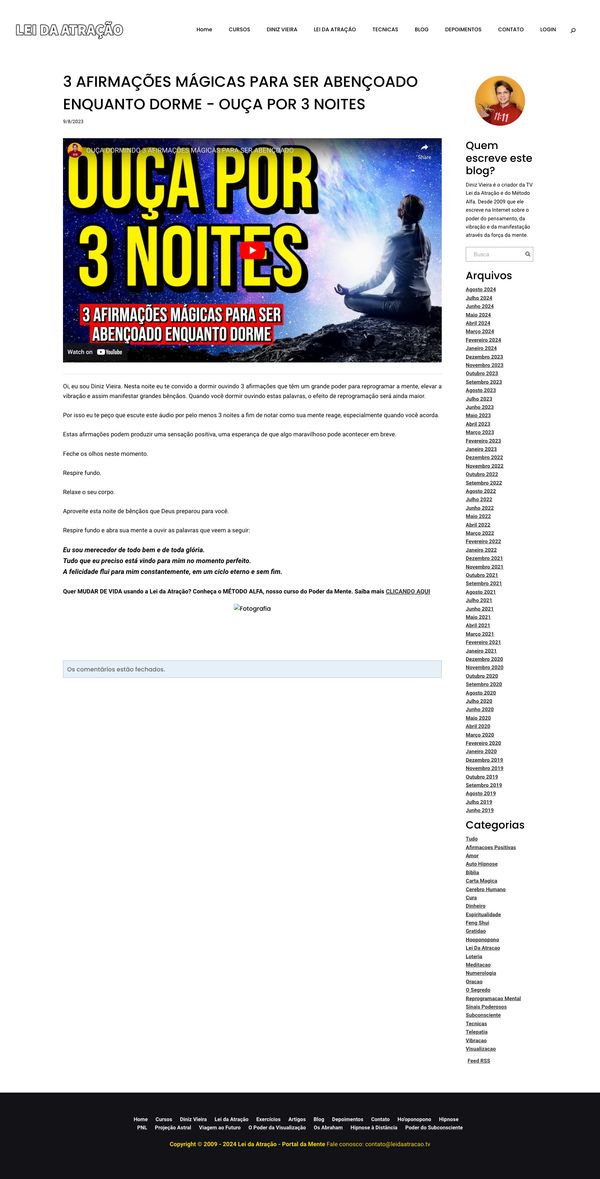 LEI DA ATRAÇÃO
Home CURSOS DINIZ VIEIRA LEI DA ATRAÇÃO TECNICAS BLOG DEPOIMENTOS CONTATO LOGIN
3 AFIRMAÇÕES MÁGICAS PARA SER ABENÇOADO
ENQUANTO DORME - OUÇA POR 3 NOITES
9/8/2023
OUÇA DORMINDO 3 AFIRMAÇÕES MÁGICAS PARA SER ABENÇOADO
Share
OUÇA POR
3 NOITES
3 AFIRMAÇÕES MÁGICAS PARA SER
ABENÇOADO ENQUANTO DORME
Watch on YouTube
Oi, eu sou Diniz Vieira. Nesta noite eu te convido a dormir ouvindo 3 afirmações que têm um grande poder para reprogramar a mente, elevar a
vibração e assim manifestar grandes bênçãos. Quando você dormir ouvindo estas palavras, o efeito de reprogramação será ainda maior.
Por isso eu te peço que escute este áudio por pelo menos 3 noites a fim de notar como sua mente reage, especialmente quando você acorda.
Estas afirmações podem produzir uma sensação positiva, uma esperança de que algo maravilhoso pode acontecer em breve.
Feche os olhos neste momento.
Respire fundo.
Relaxe o seu corpo.
Aproveite esta noite de bênçãos que Deus preparou para você.
Respire fundo e abra sua mente a ouvir as palavras que veem a seguir:
Eu sou merecedor de todo bem e de toda glória.
Tudo que eu preciso está vindo para mim no momento perfeito.
A felicidade flui para mim constantemente, em um ciclo eterno e sem fim.
Quer MUDAR DE VIDA usando a Lei da Atração? Conheça o MÉTODO ALFA, nosso curso do Poder da Mente. Saiba mais CLICANDO AQUI
Fotografia
Os comentários estão fechados.
11:11
Quem
escreve este
blog?
Diniz Vieira é o criador da TV
Lei da Atração e do Método
Alfa. Desde 2009 que ele
escreve na Internet sobre o
poder do pensamento, da
vibração e da manifestação
através da força da mente.
Busca
Arquivos
Agosto 2024
Julho 2024
Junho 2024
Maio 2024
Abril 2024
Março 2024
Fevereiro 2024
Janeiro 2024
Dezembro 2023
Novembro 2023
Outubro 2023
Setembro 2023
Agosto 2023
Julho 2023
Junho 2023
Maio 2023
Abril 2023
Março 2023
Fevereiro 2023
Janeiro 2023
Dezembro 2022
Novembro 2022
Outubro 2022
Setembro 2022
Agosto 2022
Julho 2022
Junho 2022
Maio 2022
Abril 2022
Março 2022
Fevereiro 2022
Janeiro 2022
Dezembro 2021
Novembro 2021
Outubro 2021
Setembro 2021
Agosto 2021
Julho 2021
Junho 2021
Maio 2021
Abril 2021
Março 2021
Fevereiro 2021
Janeiro 2021
Dezembro 2020
Novembro 2020
Outubro 2020
Setembro 2020
Agosto 2020
Julho 2020
Junho 2020
Maio 2020
Abril 2020
Março 2020
Fevereiro 2020
Janeiro 2020
Dezembro 2019
Novembro 2019
Outubro 2019
Setembro 2019
Agosto 2019
Julho 2019
Junho 2019
Categorias
Tudo
Afirmacoes Positivas
Amor
Auto Hipnose
Biblia
Carta Magica
Cerebro Humano
Cura
Dinheiro
Espiritualidade
Feng Shui
Gratidao
Hooponopono
Lei Da Atracao
Loteria
Meditacao
Numerologia
Oracao
O Segredo
Reprogramacao Mental
Sinais Poderosos
Subconsciente
Tecnicas
Telepatia
Vibracao
Visualizacao
Feed RSS
Home Cursos Diniz Vieira Lei da Atração Exercícios Artigos Blog Depoimentos Contato Ho'oponopono Hipnose
PNL Projeção Astral Viagem ao Futuro O Poder da Visualização Os Abraham Hipnose à Distância Poder do Subconsciente
Copyright © 2009 - 2024 Lei da Atração - Portal da Mente Fale conosco: contato@leidaatracao.tv